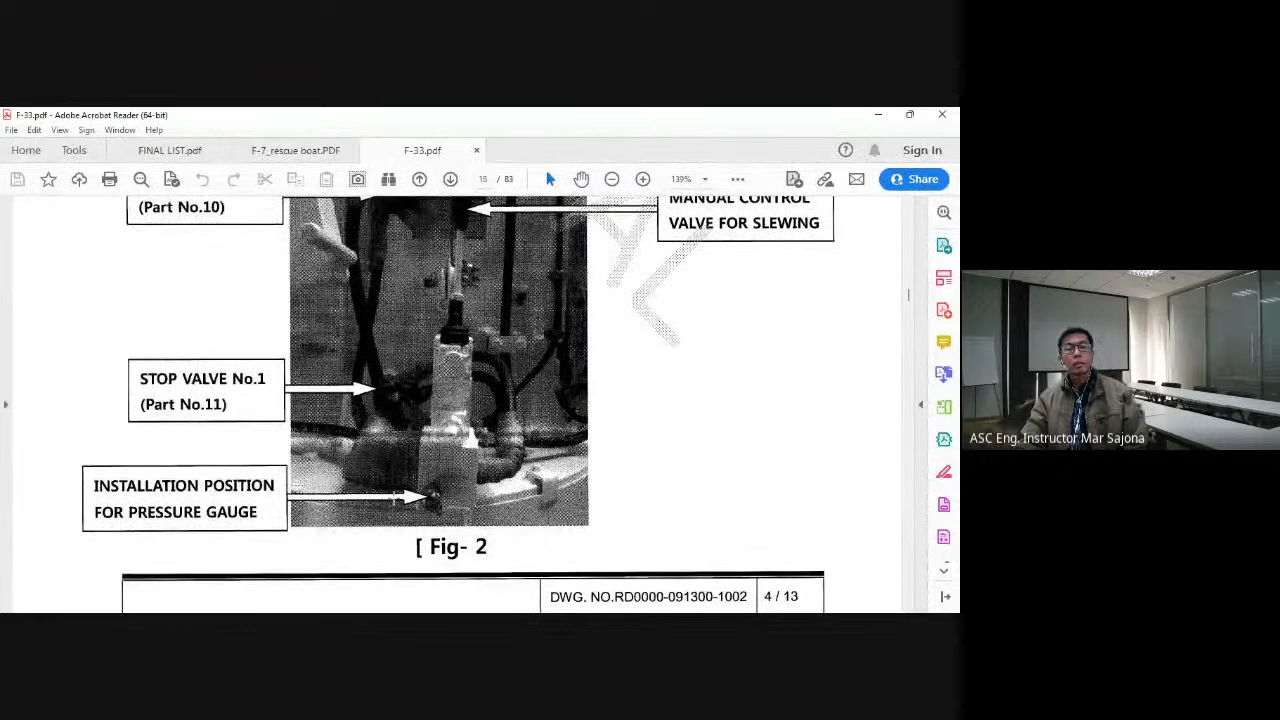 F-33.pdf - Adobe Acrobat Reader (64-bit)
File Edit View Sign Window Help
Home Tools FINAL LIST.pdf F-7_rescue boat.PDF F-33.pdf × Sign In
18 / 83 139% Share
(Part No.10)
MANUAL CONTROL
VALVE FOR SLEWING
STOP VALVE No.1
(Part No.11)
INSTALLATION POSITION
FOR PRESSURE GAUGE
[ Fig- 2
DWG. NO.RD0000-091300-1002 4 / 13
ASC Eng. Instructor Mar Sajona